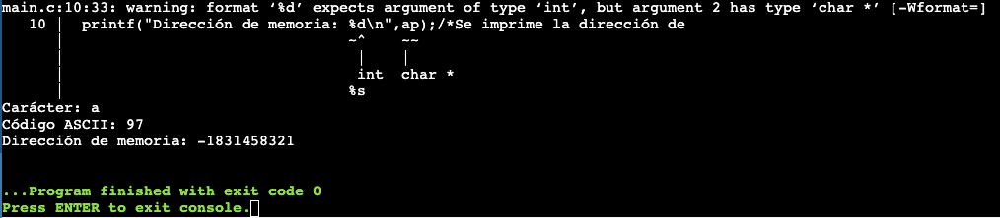 main.c:10:33: warning: format ‘%d’ expects argument of type ‘int’, but argument 2 has type ‘char *’ [-Wformat=]
   10 |  printf("Dirección de memoria: %d\n",ap);/*Se imprime la dirección de
      |                                ~^    ~~
      |                                 |    |
      |                                 int  char *
      |                                %s
Carácter: a
Código ASCII: 97
Dirección de memoria: -1831458321
...Program finished with exit code 0
Press ENTER to exit console.